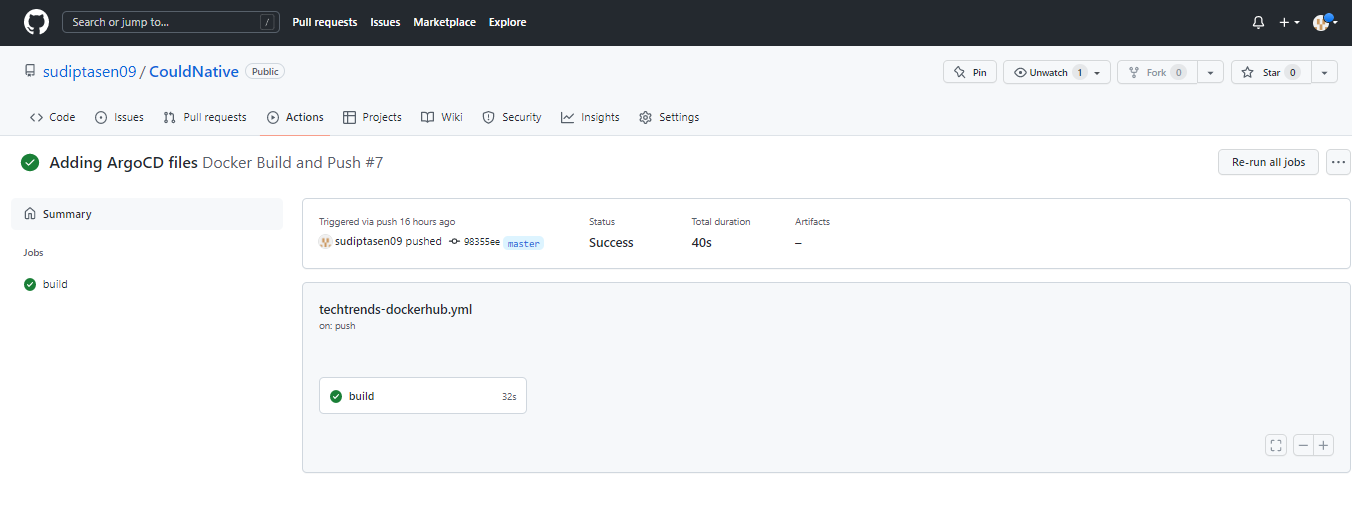 Search or jump to... / Pull requests Issues Marketplace Explore
sudiptasen09 / CouldNative Public Pin Unwatch 1 Fork 0 Star 0
Code Issues Pull requests Actions Projects Wiki Security Insights Settings
Adding ArgoCD files Docker Build and Push #7 Re-run all jobs
Summary
Jobs
build
Triggered via push 16 hours ago Status Total duration Artifacts
sudiptasen09 pushed 98355ee master Success 40s –
techtrends-dockerhub.yml
on: push
build 32s